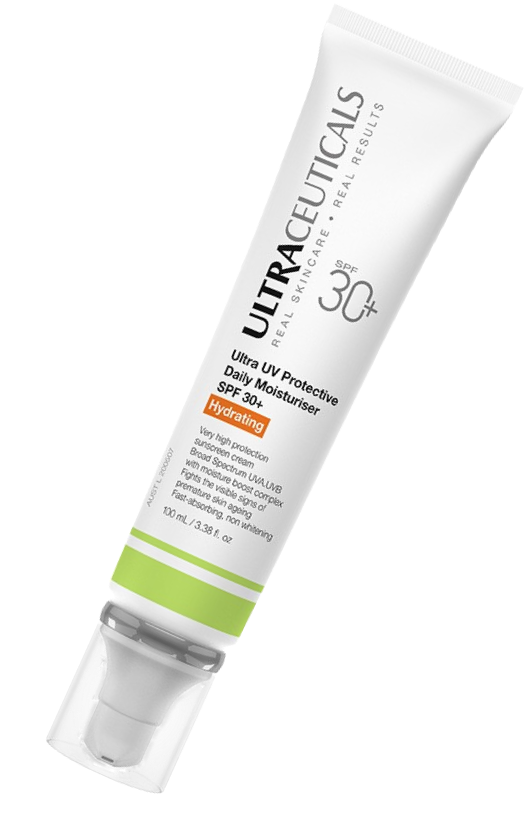 ULTRACEUTICALS
REAL SKINCARE • REAL RESULTS
SPF
30+
Ultra UV Protective
Daily Moisturiser
SPF 30+
Hydrating
Very high protection
sunscreen cream
Broad Spectrum UVA.UVB
with moisture boost complex
Fights the visible signs of
premature skin ageing
Fast-absorbing, non whitening
100 mL / 3.38 fl. oz
AUST L 200607